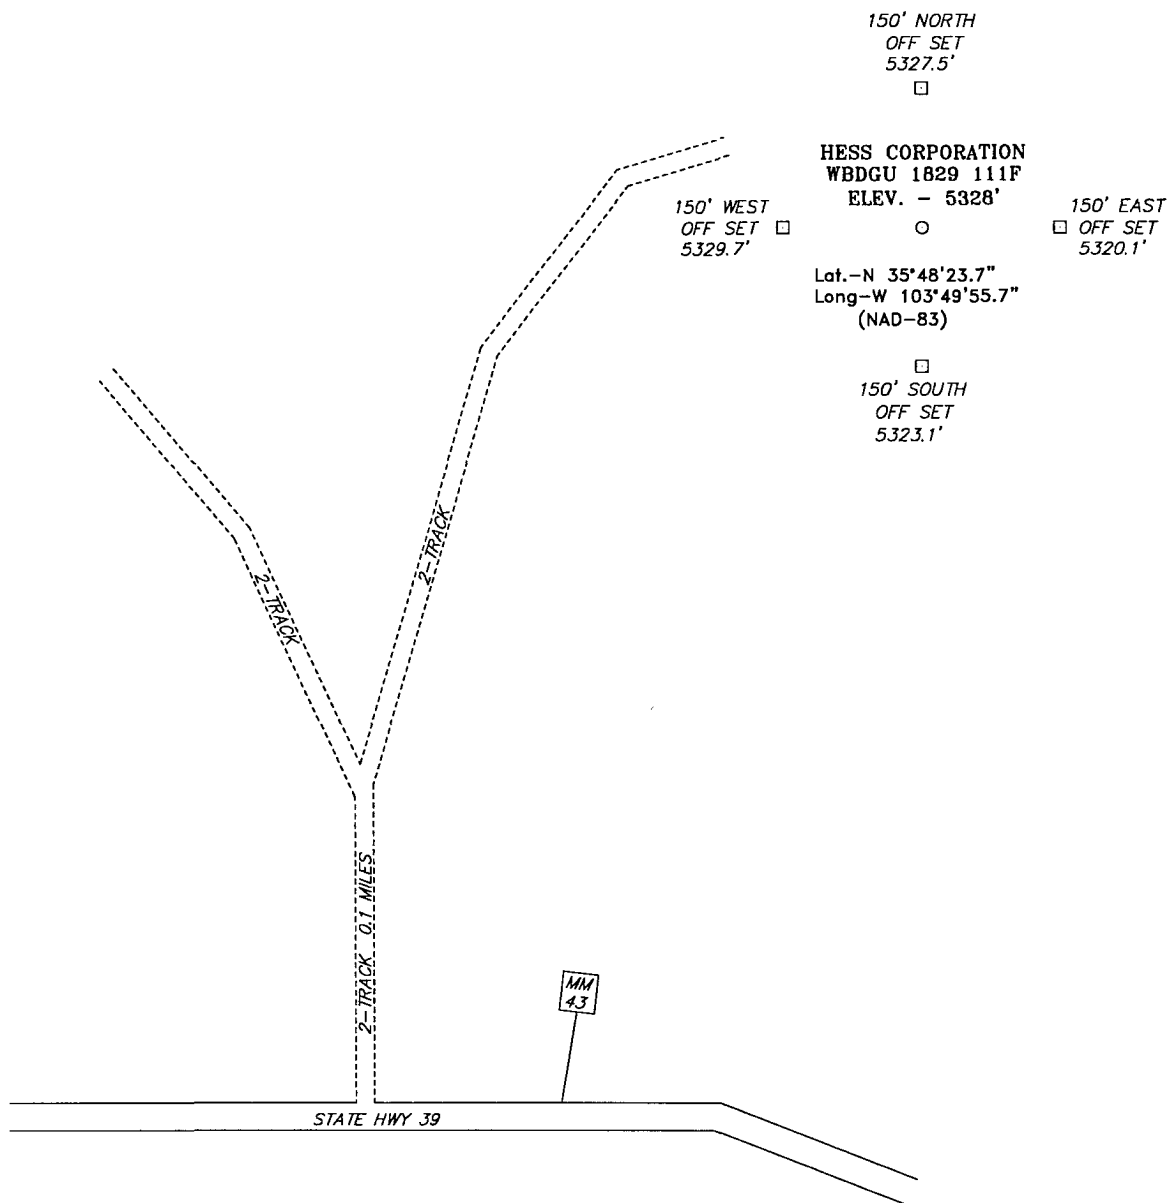 150' NORTH
OFF SET
5327.5'
HESS CORPORATION
WBDGU 1829 111F
ELEV. - 5328'
150' WEST
OFF SET
5329.7'
150' EAST
OFF SET
5320.1'
Lat.-N 35°48'23.7"
Long-W 103°49'55.7"
(NAD-83)
150' SOUTH
OFF SET
5323.1'
2-TRACK
2-TRACK
2-TRACK 0.1 MILES
MM
43
STATE HWY 39